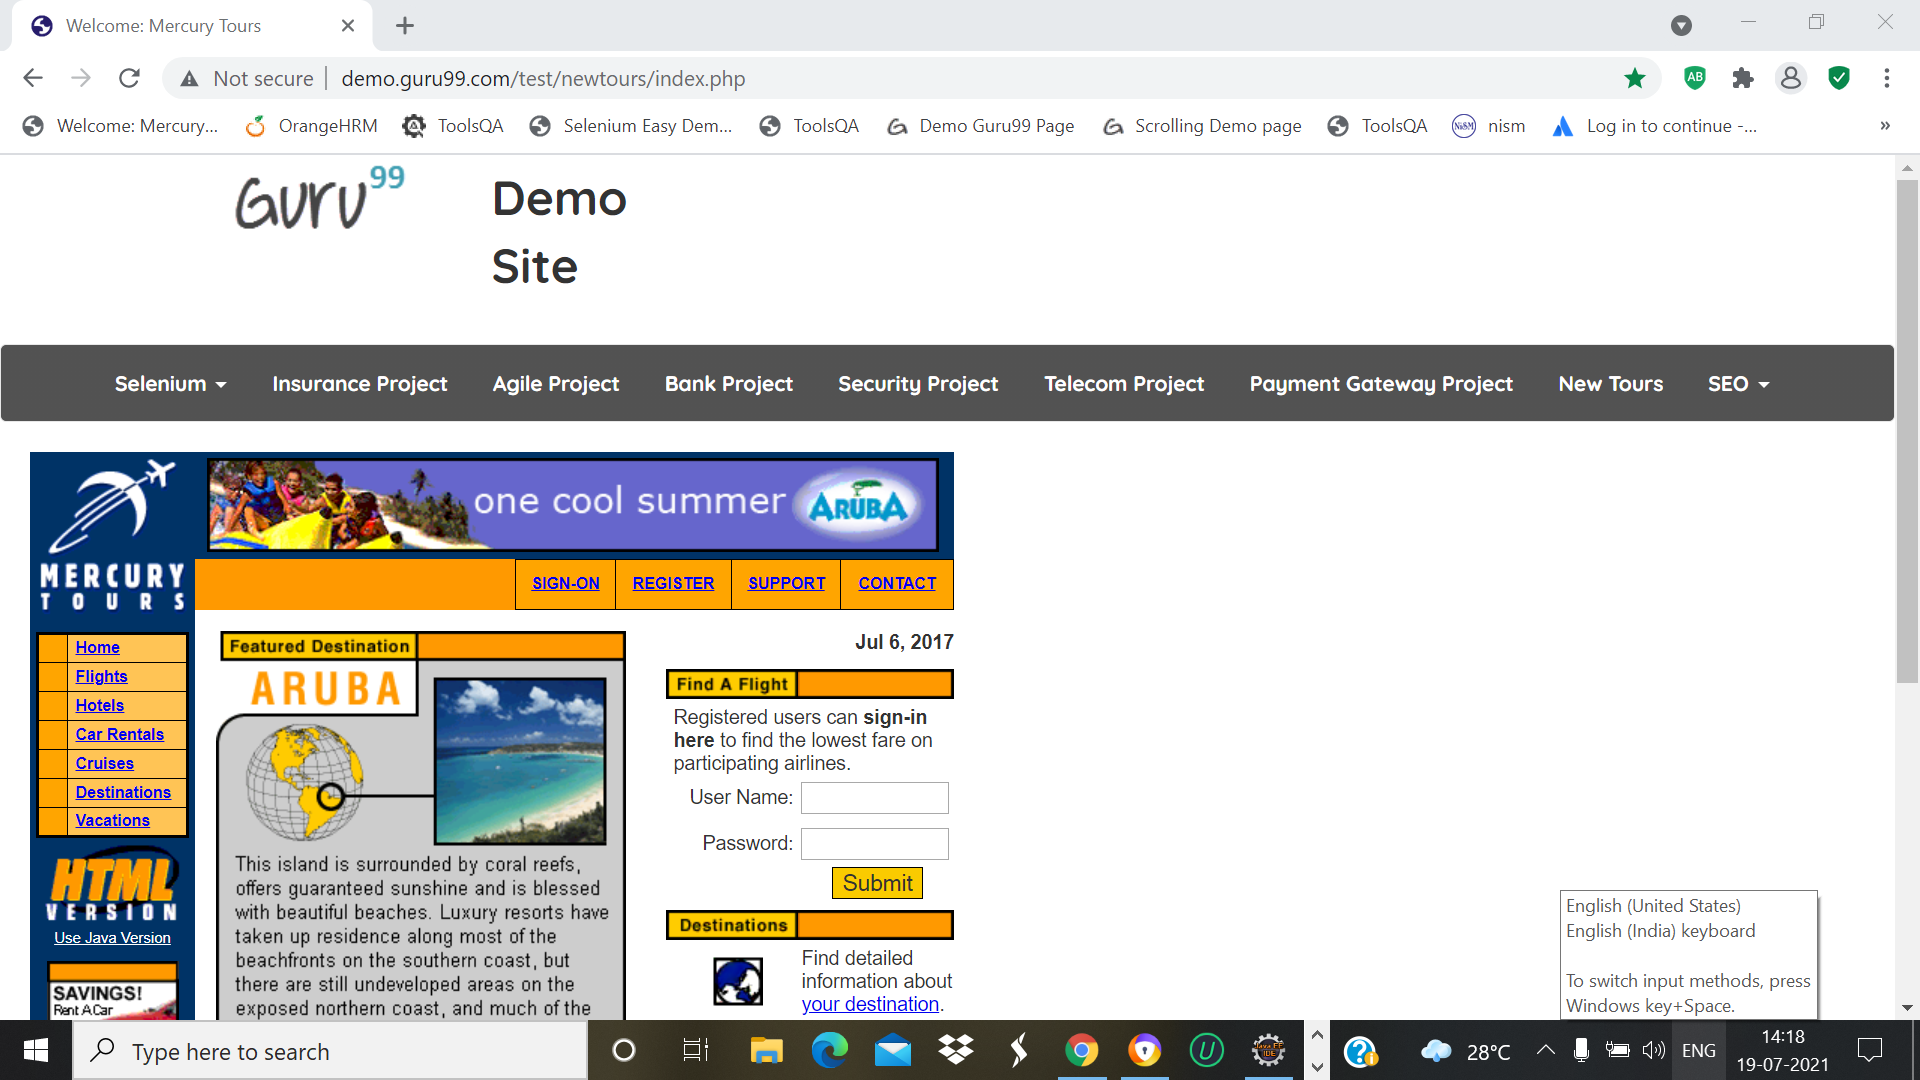 Welcome: Mercury Tours
Not secure | demo.guru99.com/test/newtours/index.php
AB
Welcome: Mercury... OrangeHRM ToolsQA Selenium Easy Dem... ToolsQA Demo Guru99 Page Scrolling Demo page ToolsQA NISM nism Log in to continue -... »
Guru99
Demo
Site
Selenium Insurance Project Agile Project Bank Project Security Project Telecom Project Payment Gateway Project New Tours SEO
MERCURY
TOURS
one cool summer ARUBA
SIGN-ON REGISTER SUPPORT CONTACT
Home
Flights
Hotels
Car Rentals
Cruises
Destinations
Vacations
HTML
VERSION
Use Java Version
SAVINGS!
Rent A Car
Featured Destination
ARUBA
This island is surrounded by coral reefs,
offers guaranteed sunshine and is blessed
with beautiful beaches. Luxury resorts have
taken up residence along most of the
beachfronts on the southern coast, but
there are still undeveloped areas on the
exposed northern coast, and much of the
Jul 6, 2017
Find A Flight
Registered users can sign-in
here to find the lowest fare on
participating airlines.
User Name:
Password:
Submit
Destinations
Find detailed
information about
your destination.
English (United States)
English (India) keyboard
To switch input methods, press
Windows key+Space.
Type here to search
U
Java EE
IDE
28°C
ENG
14:18
19-07-2021